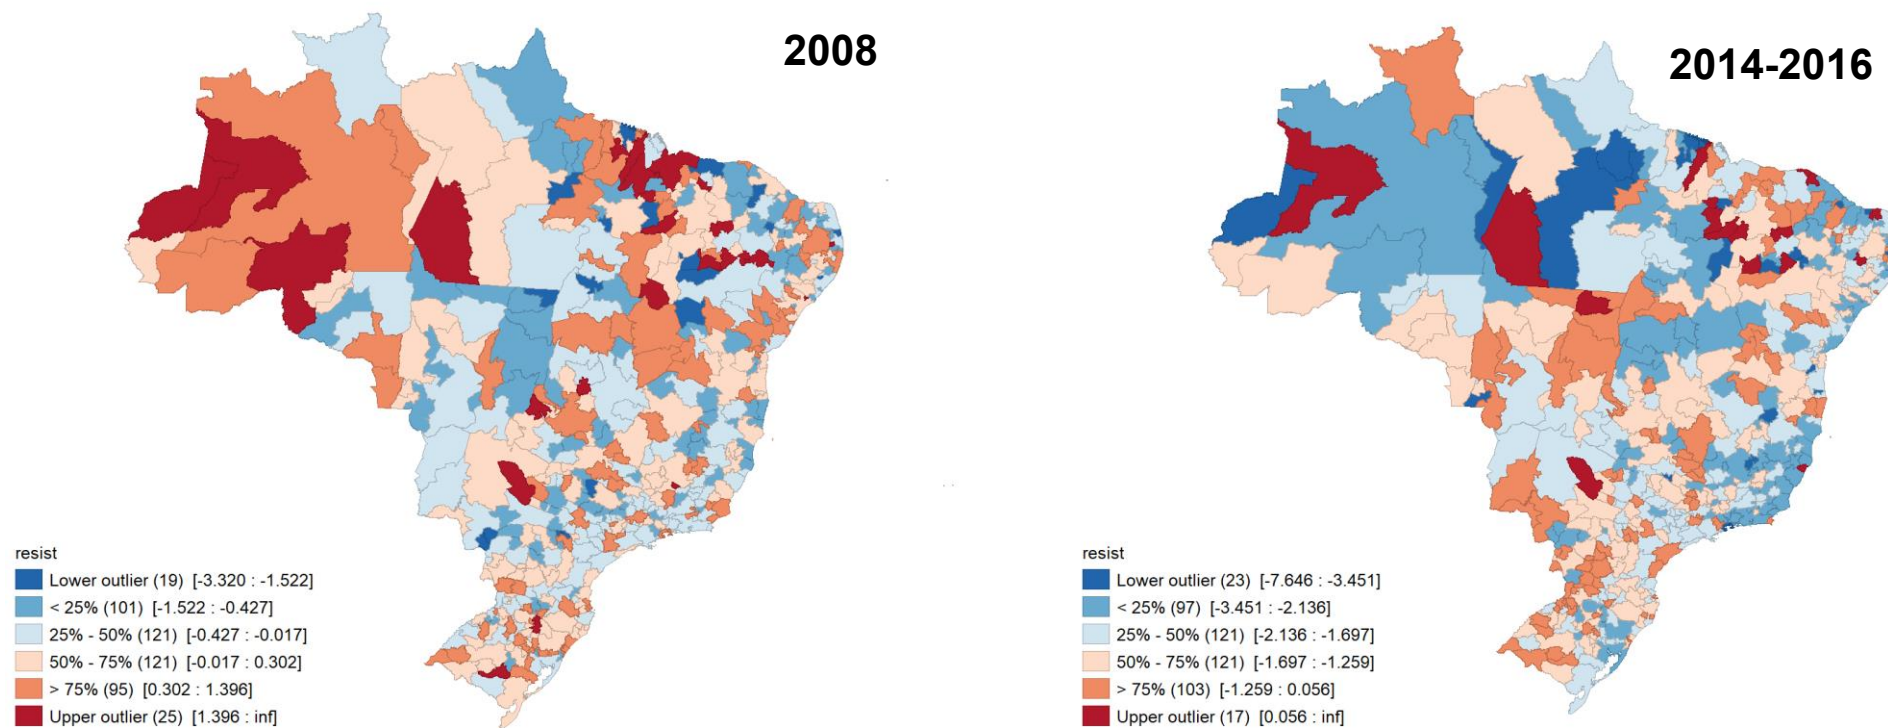 2008
resist
Lower outlier (19) [-3.320 : -1.522]
< 25% (101) [-1.522 : -0.427]
25% - 50% (121) [-0.427 : -0.017]
50% - 75% (121) [-0.017 : 0.302]
> 75% (95) [0.302 : 1.396]
Upper outlier (25) [1.396 : inf]
2014-2016
resist
Lower outlier (23) [-7.646 : -3.451]
< 25% (97) [-3.451 : -2.136]
25% - 50% (121) [-2.136 : -1.697]
50% - 75% (121) [-1.697 : -1.259]
> 75% (103) [-1.259 : 0.056]
Upper outlier (17) [0.056 : inf]